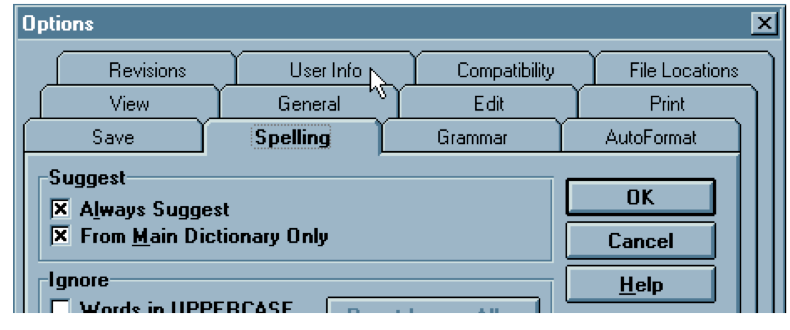 Options
Revisions User Info Compatibility File Locations
View General Edit Print
Save Spelling Grammar AutoFormat
Suggest
Always Suggest
From Main Dictionary Only
OK
Cancel
Help
Ignore
Words in UPPERCASE